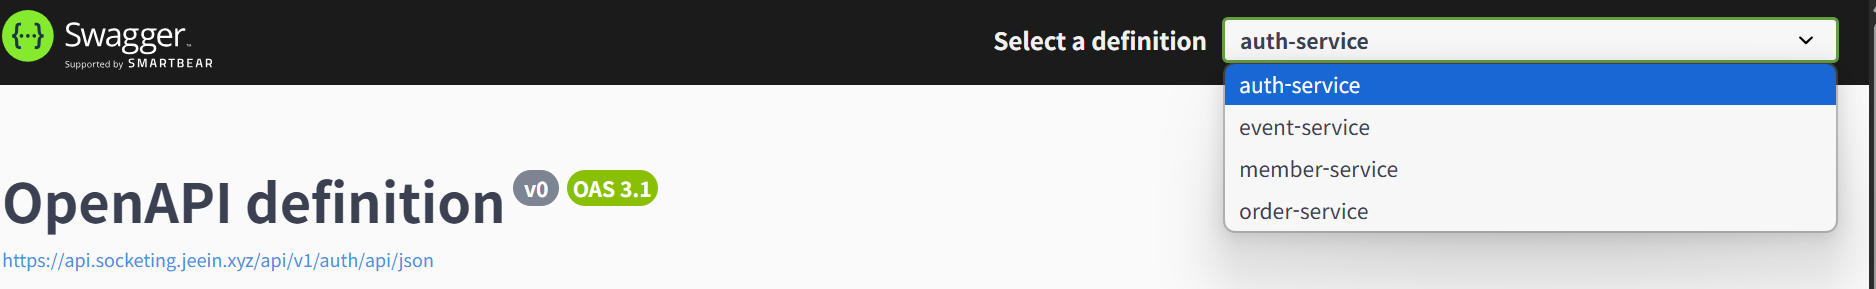 {···} Swagger™
Supported by SMARTBEAR
Select a definition
auth-service
auth-service
event-service
member-service
order-service
OpenAPI definition v0 OAS 3.1
https://api.socketing.jeein.xyz/api/v1/auth/api/json